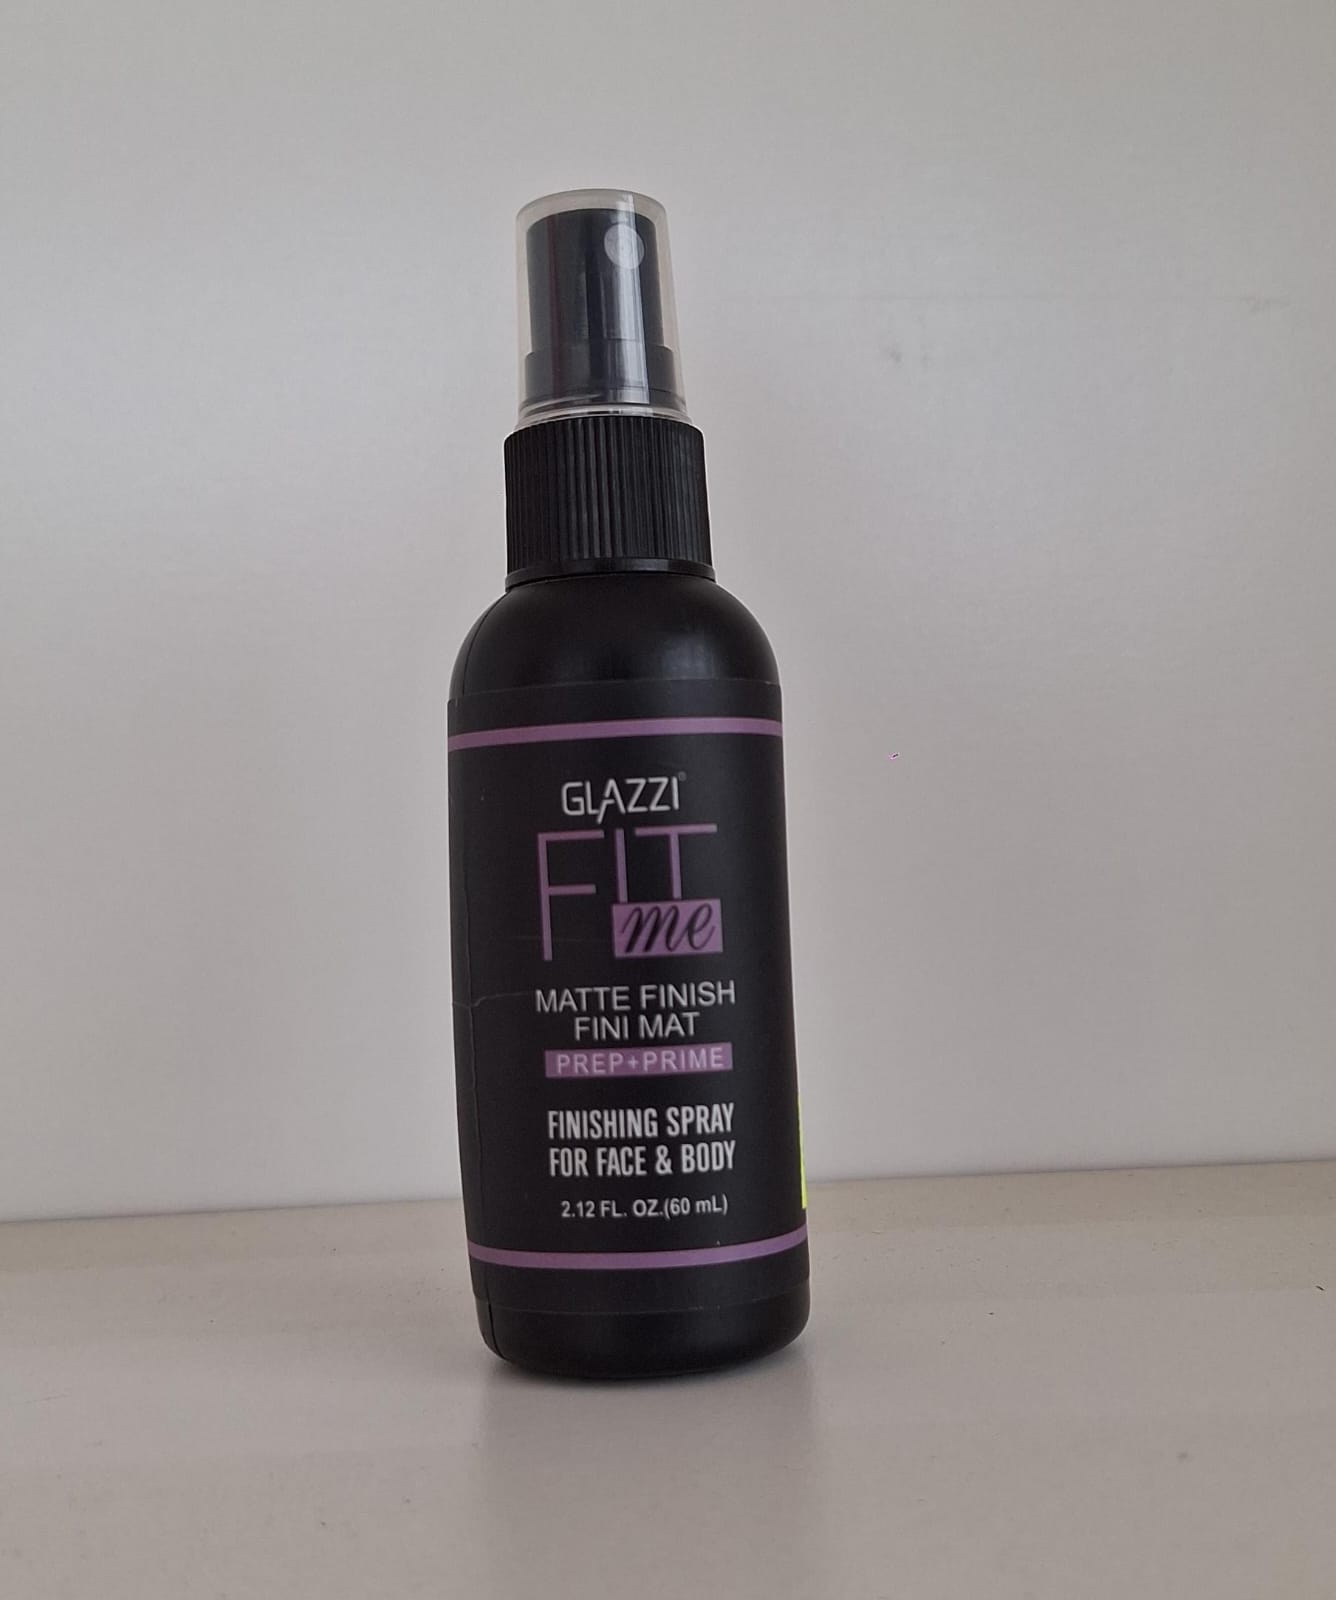 GLAZZI®
FIT
me
MATTE FINISH
FINI MAT
PREP+PRIME
FINISHING SPRAY
FOR FACE & BODY
2.12 FL. OZ.(60 mL)